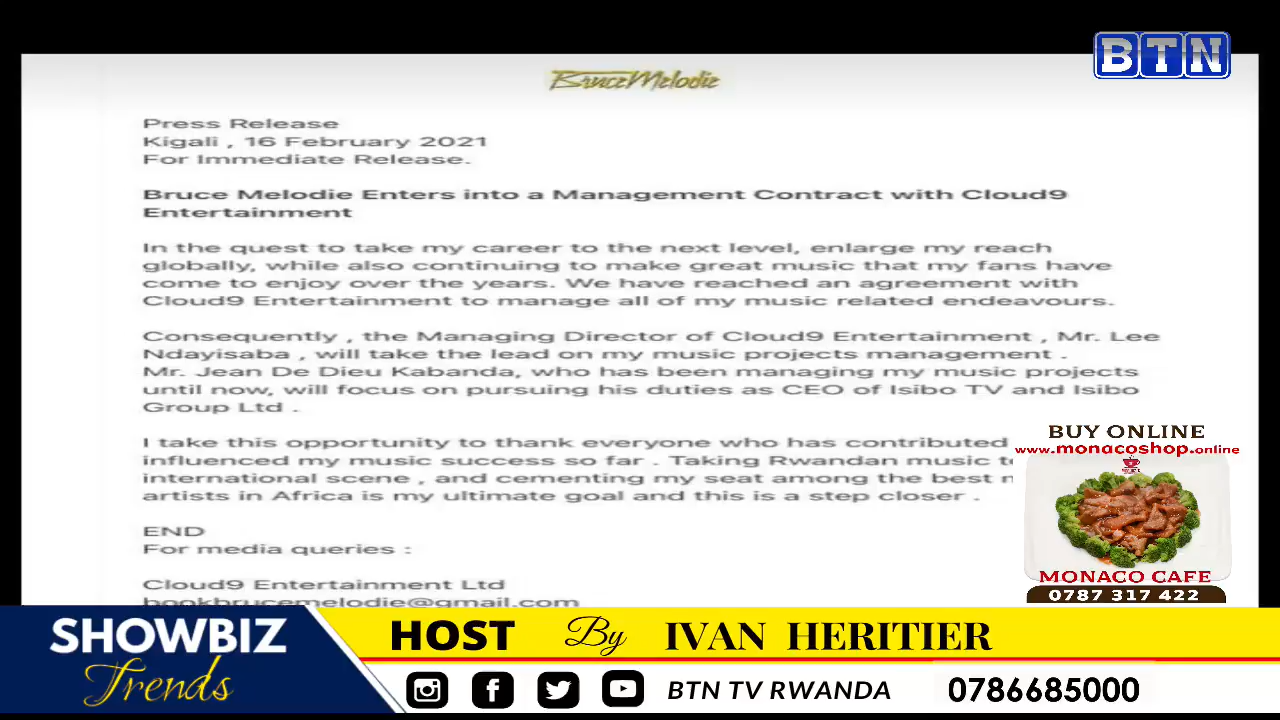 BTN
BruceMelodie
Press Release
Kigali , 16 February 2021
For Immediate Release.
Bruce Melodie Enters into a Management Contract with Cloud9
Entertainment
In the quest to take my career to the next level, enlarge my reach
globally, while also continuing to make great music that my fans have
come to enjoy over the years. We have reached an agreement with
Cloud9 Entertainment to manage all of my music related endeavours.
Consequently , the Managing Director of Cloud9 Entertainment , Mr. Lee
Ndayisaba , will take the lead on my music projects management .
Mr. Jean De Dieu Kabanda, who has been managing my music projects
until now, will focus on pursuing his duties as CEO of Isibo TV and Isibo
Group Ltd .
I take this opportunity to thank everyone who has contributed
influenced my music success so far . Taking Rwandan music
international scene , and cementing my seat among the best
artists in Africa is my ultimate goal and this is a step closer .
END
For media queries :
Cloud9 Entertainment Ltd
bookbrucemelodie@gmail.com
BUY ONLINE
www.monacoshop.online
MONACO CAFE
0787 317 422
SHOWBIZ
Trends
HOST By IVAN HERITIER
BTN TV RWANDA 0786685000